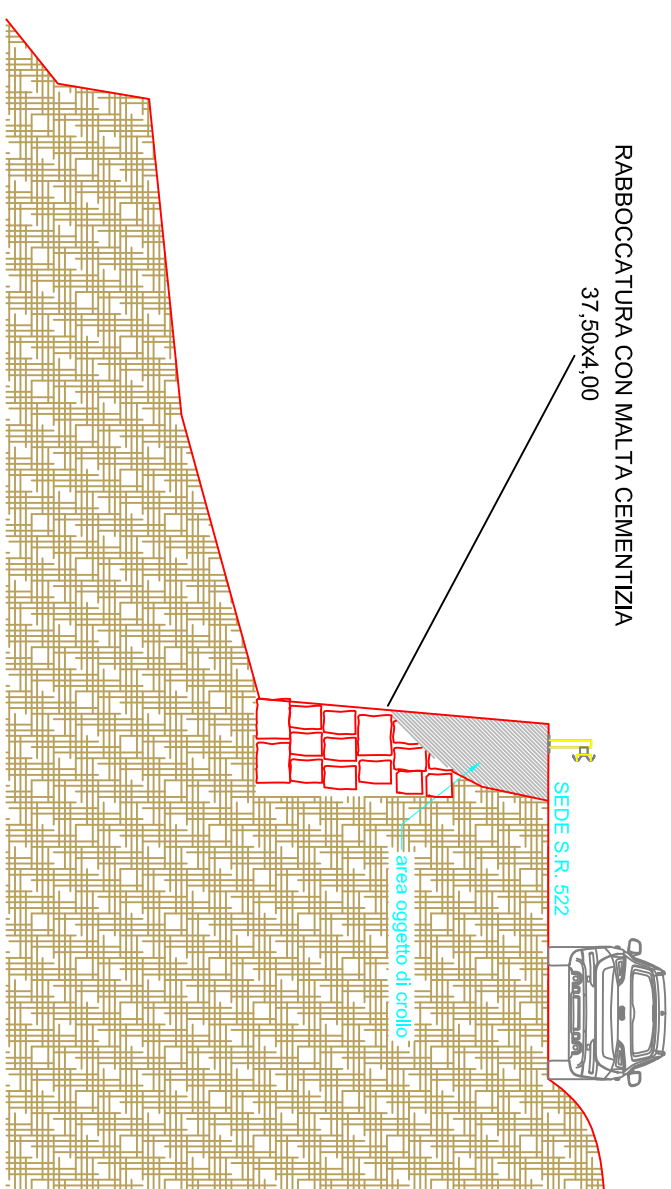 RABBOCCATURA CON MALTA CEMENTIZIA
37,50x4,00
SEDE S.R. 522
area oggetto di crollo